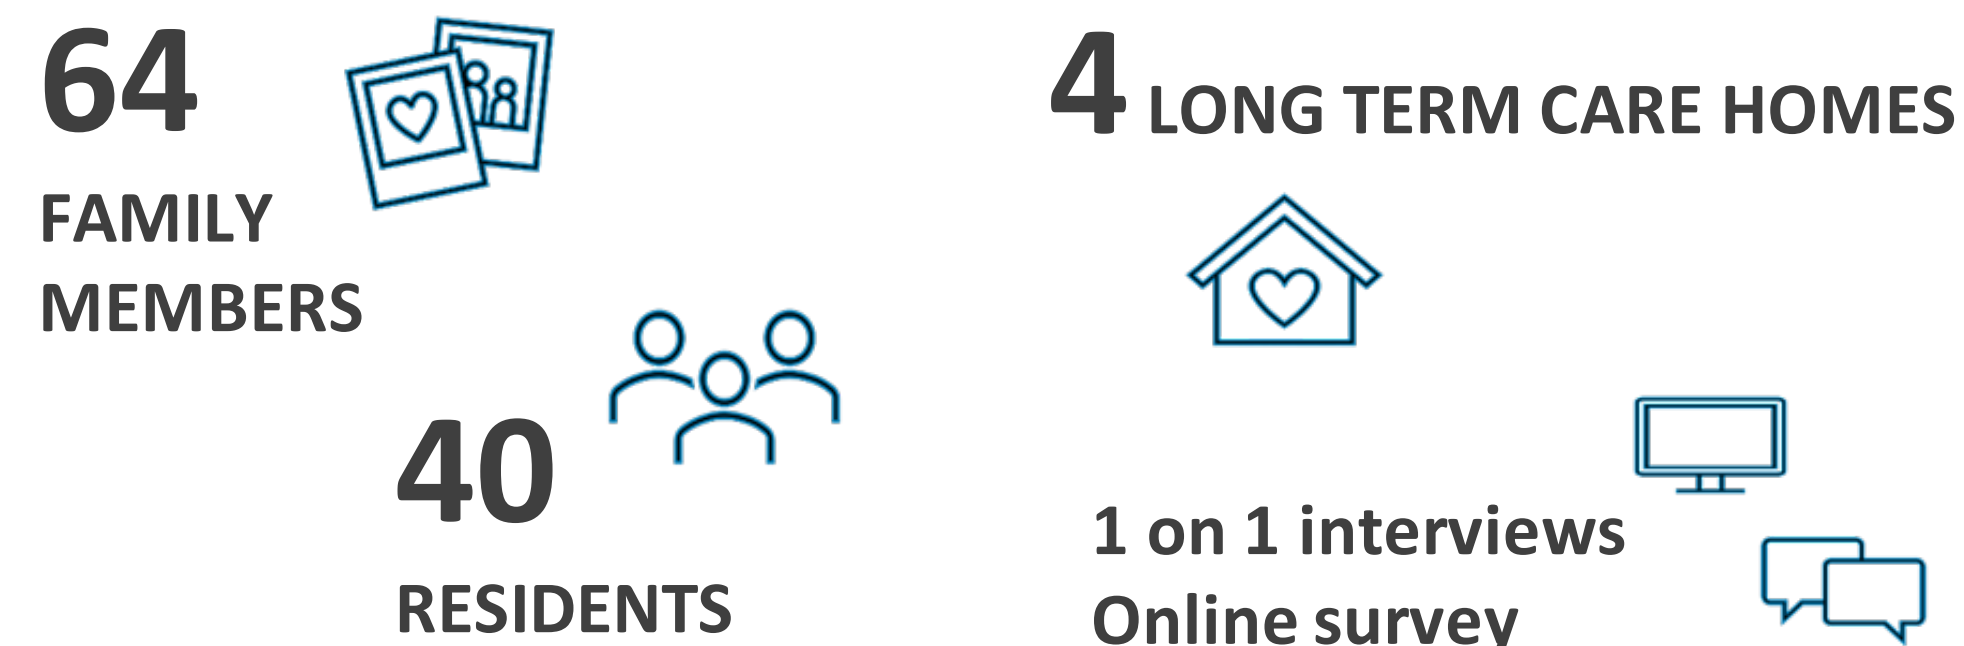 64
FAMILY
MEMBERS
40
RESIDENTS
4 LONG TERM CARE HOMES
1 on 1 interviews
Online survey